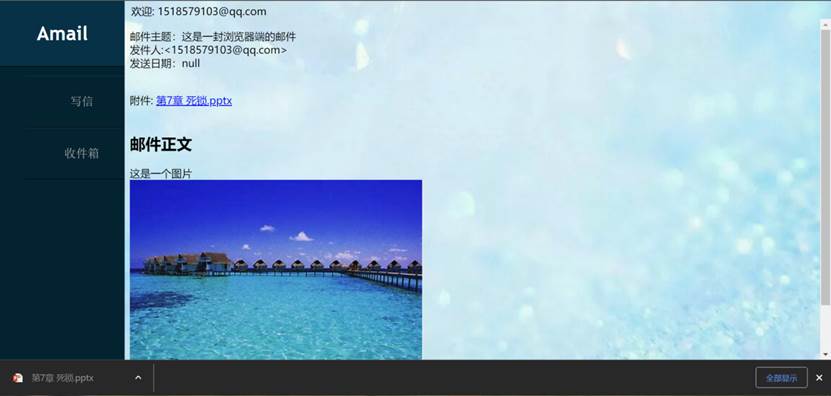 Amail
写信
收件箱
欢迎: 1518579103@qq.com
邮件主题：这是一封浏览器端的邮件
发件人:<1518579103@qq.com>
发送日期：null
附件: 第7章 死锁.pptx
邮件正文
这是一个图片
第7章 死锁.pptx
全部显示